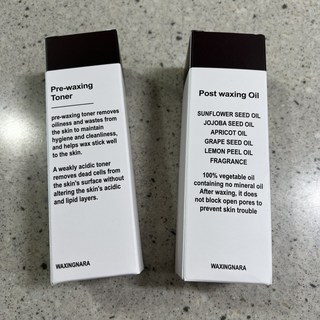 Pre-waxing
Toner
pre-waxing toner removes
oiliness and wastes from
the skin to maintain
hygiene and cleanliness,
and helps wax stick well
to the skin.
A weakly acidic toner
removes dead cells from
the skin's surface without
altering the skin's acidic
and lipid layers.
WAXINGNARA
Post waxing Oil
SUNFLOWER SEED OIL
JOJOBA SEED OIL
APRICOT OIL
GRAPE SEED OIL
LEMON PEEL OIL
FRAGRANCE
100% vegetable oil
containing no mineral oil
After waxing, it does
not block open pores to
prevent skin trouble
WAXINGNARA